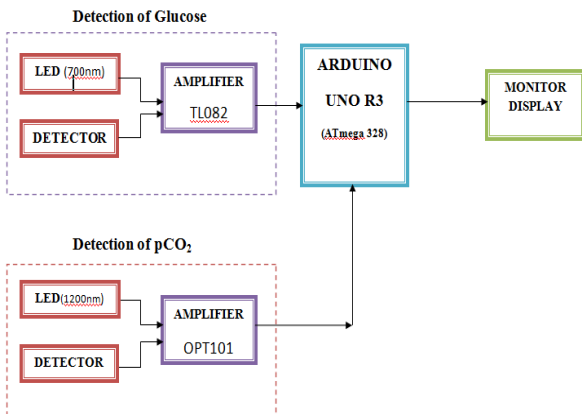 Detection of Glucose
LED (700nm)
DETECTOR
AMPLIFIER
TL082
ARDUINO
UNO R3
(ATmega 328)
MONITOR
DISPLAY
Detection of pCO₂
LED(1200nm)
DETECTOR
AMPLIFIER
OPT101